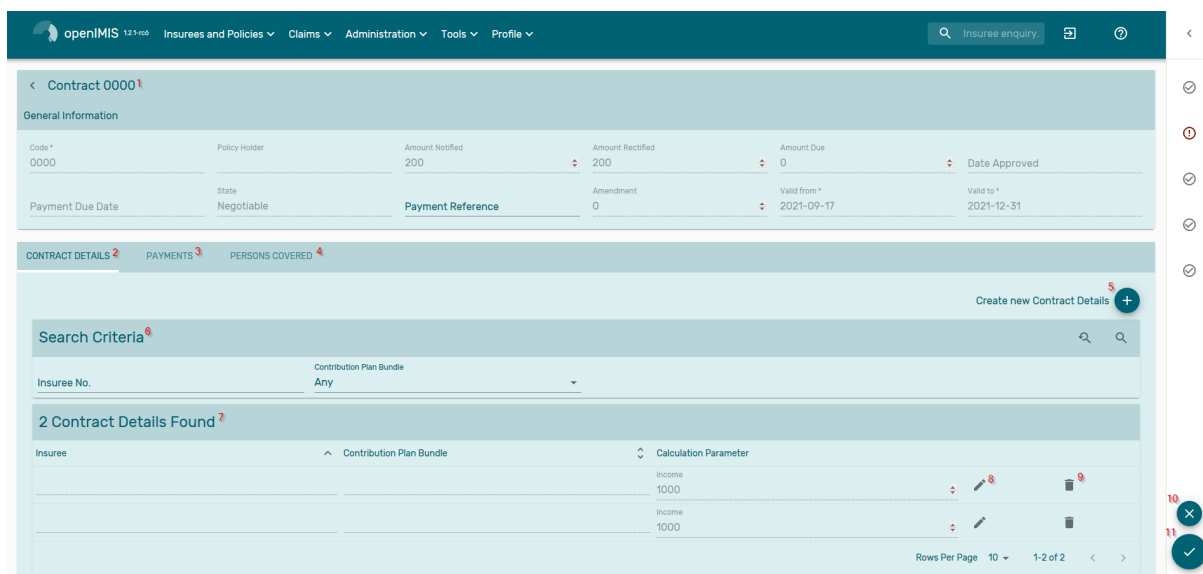 openIMIS 1.2.1-rc6 Insurees and Policies Claims Administration Tools Profile Insuree enquiry.
Contract 0000 1
General Information
Code * Policy Holder Amount Notified Amount Rectified Amount Due
0000 200 200 0 Date Approved
State Amendment Valid from * Valid to *
Payment Due Date Negotiable Payment Reference 0 2021-09-17 2021-12-31
CONTRACT DETAILS 2 PAYMENTS 3 PERSONS COVERED 4
5
Create new Contract Details
Search Criteria 6
Contribution Plan Bundle
Insuree No. Any
2 Contract Details Found 7
Insuree Contribution Plan Bundle Calculation Parameter
Income
1000 8 9
10
Income
1000
11
Rows Per Page 10 1-2 of 2